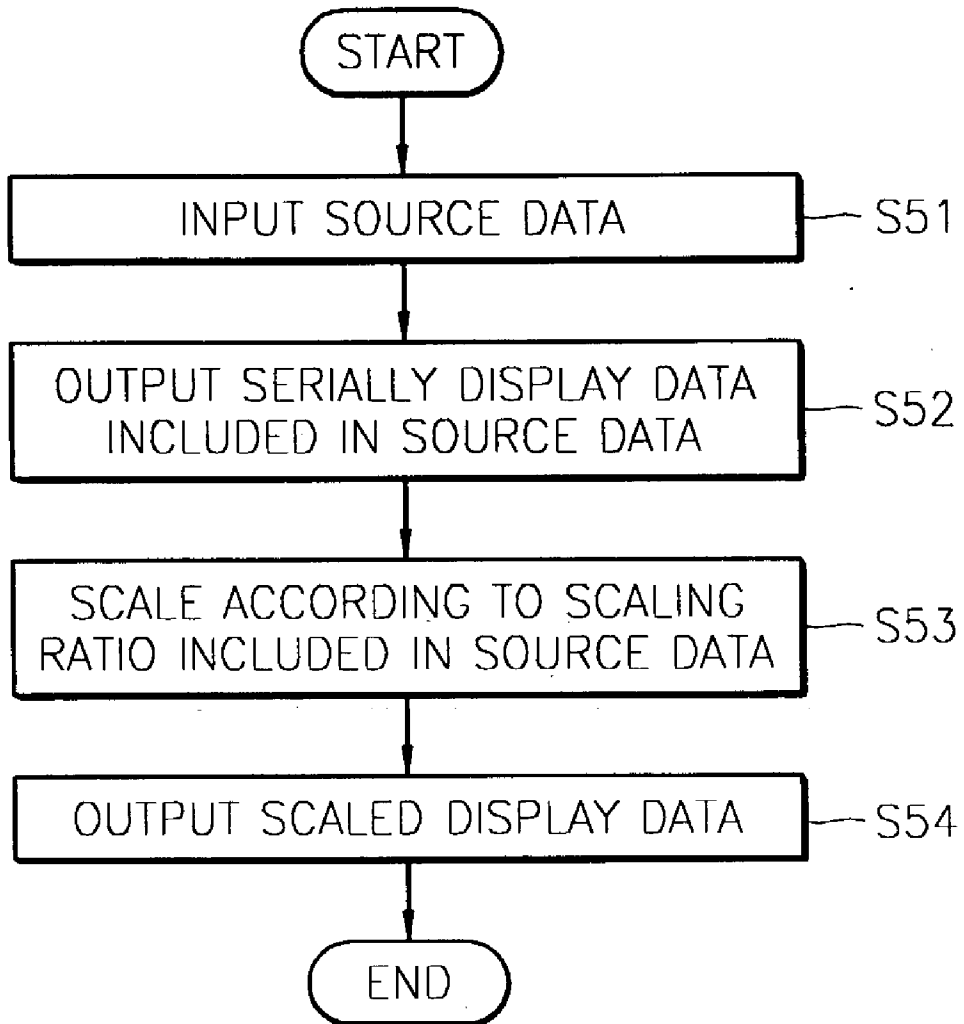 START
INPUT SOURCE DATA
S51
OUTPUT SERIALLY DISPLAY DATA
INCLUDED IN SOURCE DATA
S52
SCALE ACCORDING TO SCALING
RATIO INCLUDED IN SOURCE DATA
S53
OUTPUT SCALED DISPLAY DATA
S54
END